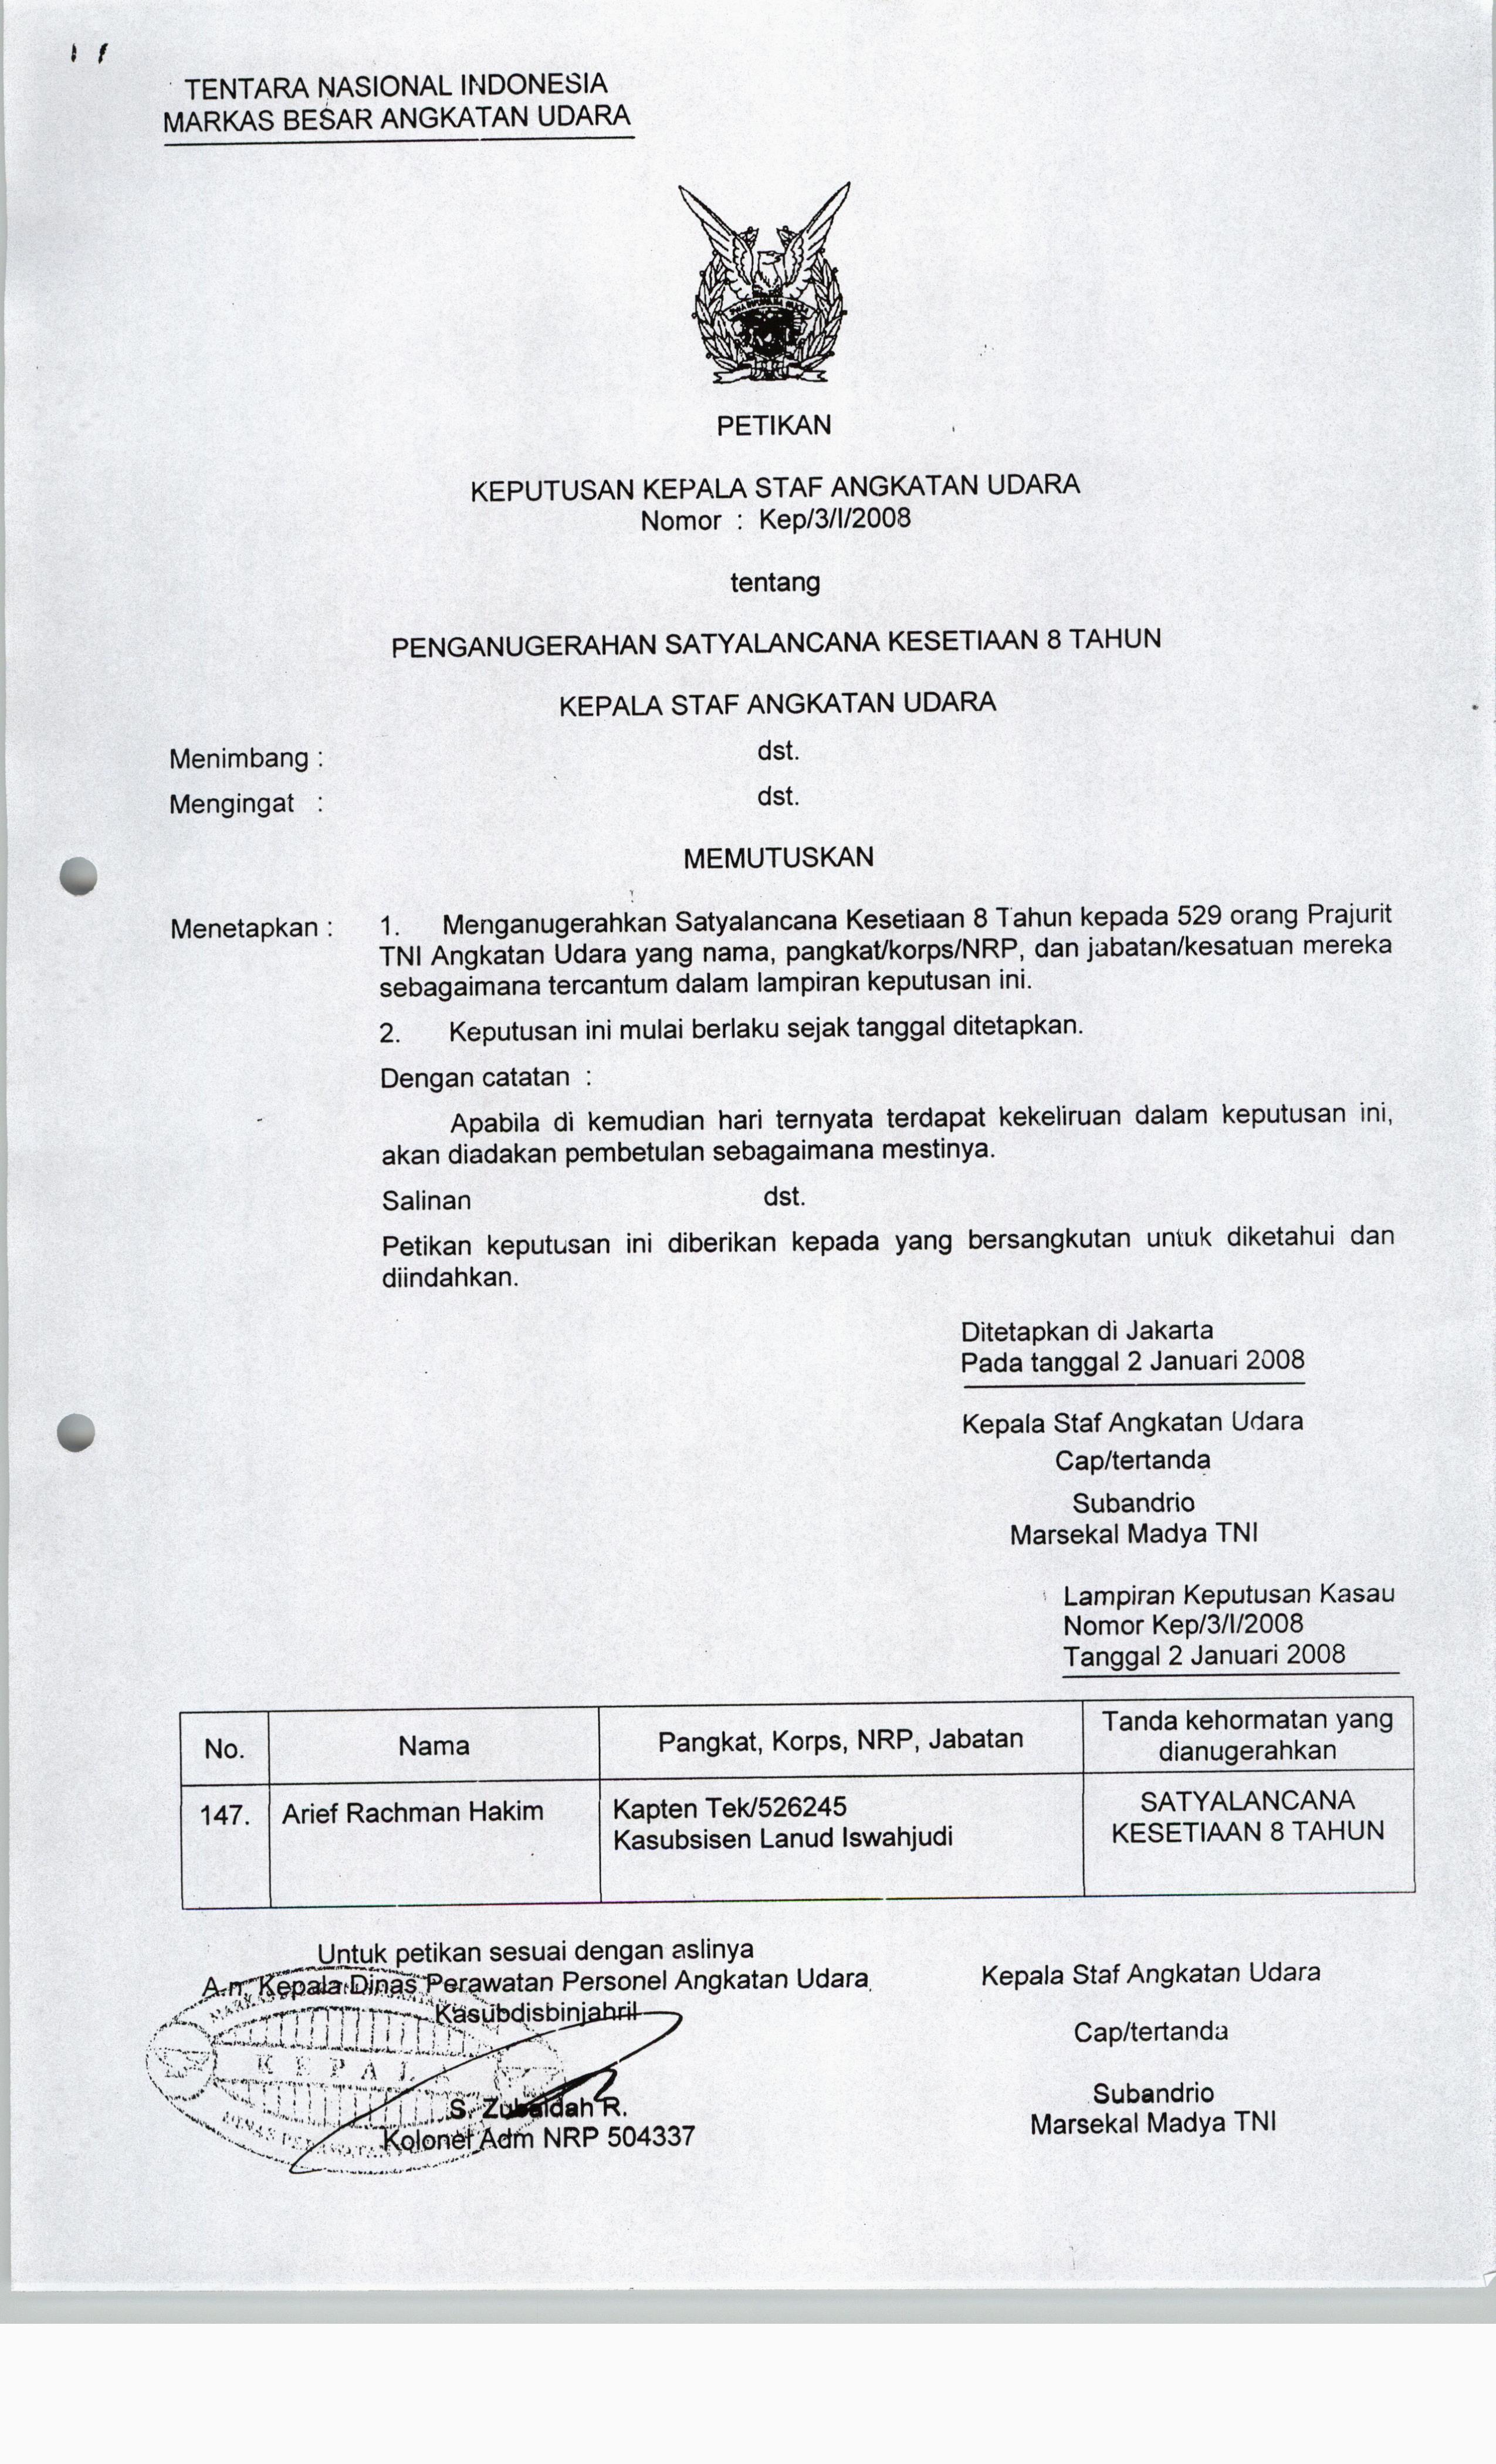 TENTARA NASIONAL INDONESIA
MARKAS BESAR ANGKATAN UDARA
PETIKAN
KEPUTUSAN KEPALA STAF ANGKATAN UDARA
Nomor : Kep/3/I/2008
tentang
PENGANUGERAHAN SATYALANCANA KESETIAAN 8 TAHUN
KEPALA STAF ANGKATAN UDARA
Menimbang : dst.
Mengingat : dst.
MEMUTUSKAN
Menetapkan : 1. Menganugerahkan Satyalancana Kesetiaan 8 Tahun kepada 529 orang Prajurit
TNI Angkatan Udara yang nama, pangkat/korps/NRP, dan jabatan/kesatuan mereka
sebagaimana tercantum dalam lampiran keputusan ini.
2. Keputusan ini mulai berlaku sejak tanggal ditetapkan.
Dengan catatan :
Apabila di kemudian hari ternyata terdapat kekeliruan dalam keputusan ini,
akan diadakan pembetulan sebagaimana mestinya.
Salinan dst.
Petikan keputusan ini diberikan kepada yang bersangkutan untuk diketahui dan
diindahkan.
Ditetapkan di Jakarta
Pada tanggal 2 Januari 2008
Kepala Staf Angkatan Udara
Cap/tertanda
Subandrio
Marsekal Madya TNI
Lampiran Keputusan Kasau
Nomor Kep/3/I/2008
Tanggal 2 Januari 2008
No. Nama Pangkat, Korps, NRP, Jabatan Tanda kehormatan yang
dianugerahkan
147. Arief Rachman Hakim Kapten Tek/526245 SATYALANCANA
Kasubsisen Lanud Iswahjudi KESETIAAN 8 TAHUN
Untuk petikan sesuai dengan aslinya
A.n. Kepala Dinas Perawatan Personel Angkatan Udara
Kasubdisbinjahril
KEPALA
S. Zubaidah R.
Kolonel Adm NRP 504337
Kepala Staf Angkatan Udara
Cap/tertanda
Subandrio
Marsekal Madya TNI